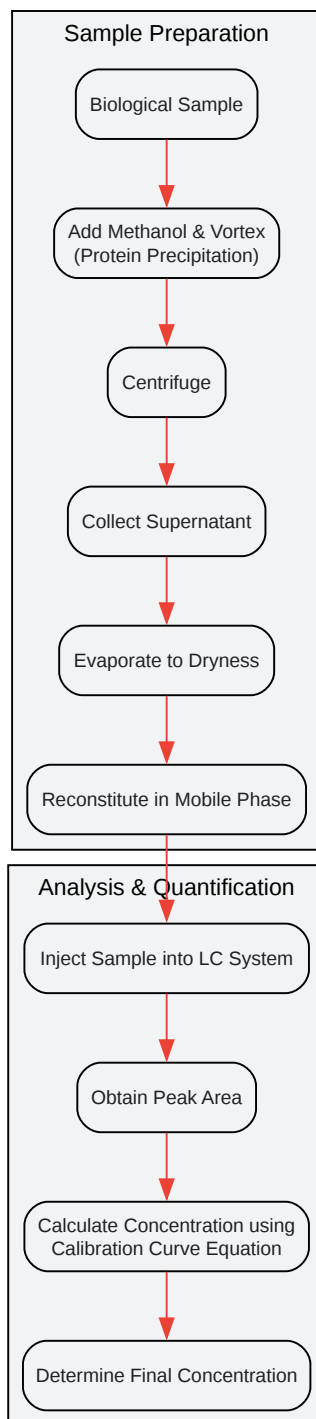 Sample Preparation
Biological Sample
Add Methanol & Vortex
(Protein Precipitation)
Centrifuge
Collect Supernatant
Evaporate to Dryness
Reconstitute in Mobile Phase
Analysis & Quantification
Inject Sample into LC System
Obtain Peak Area
Calculate Concentration using
Calibration Curve Equation
Determine Final Concentration